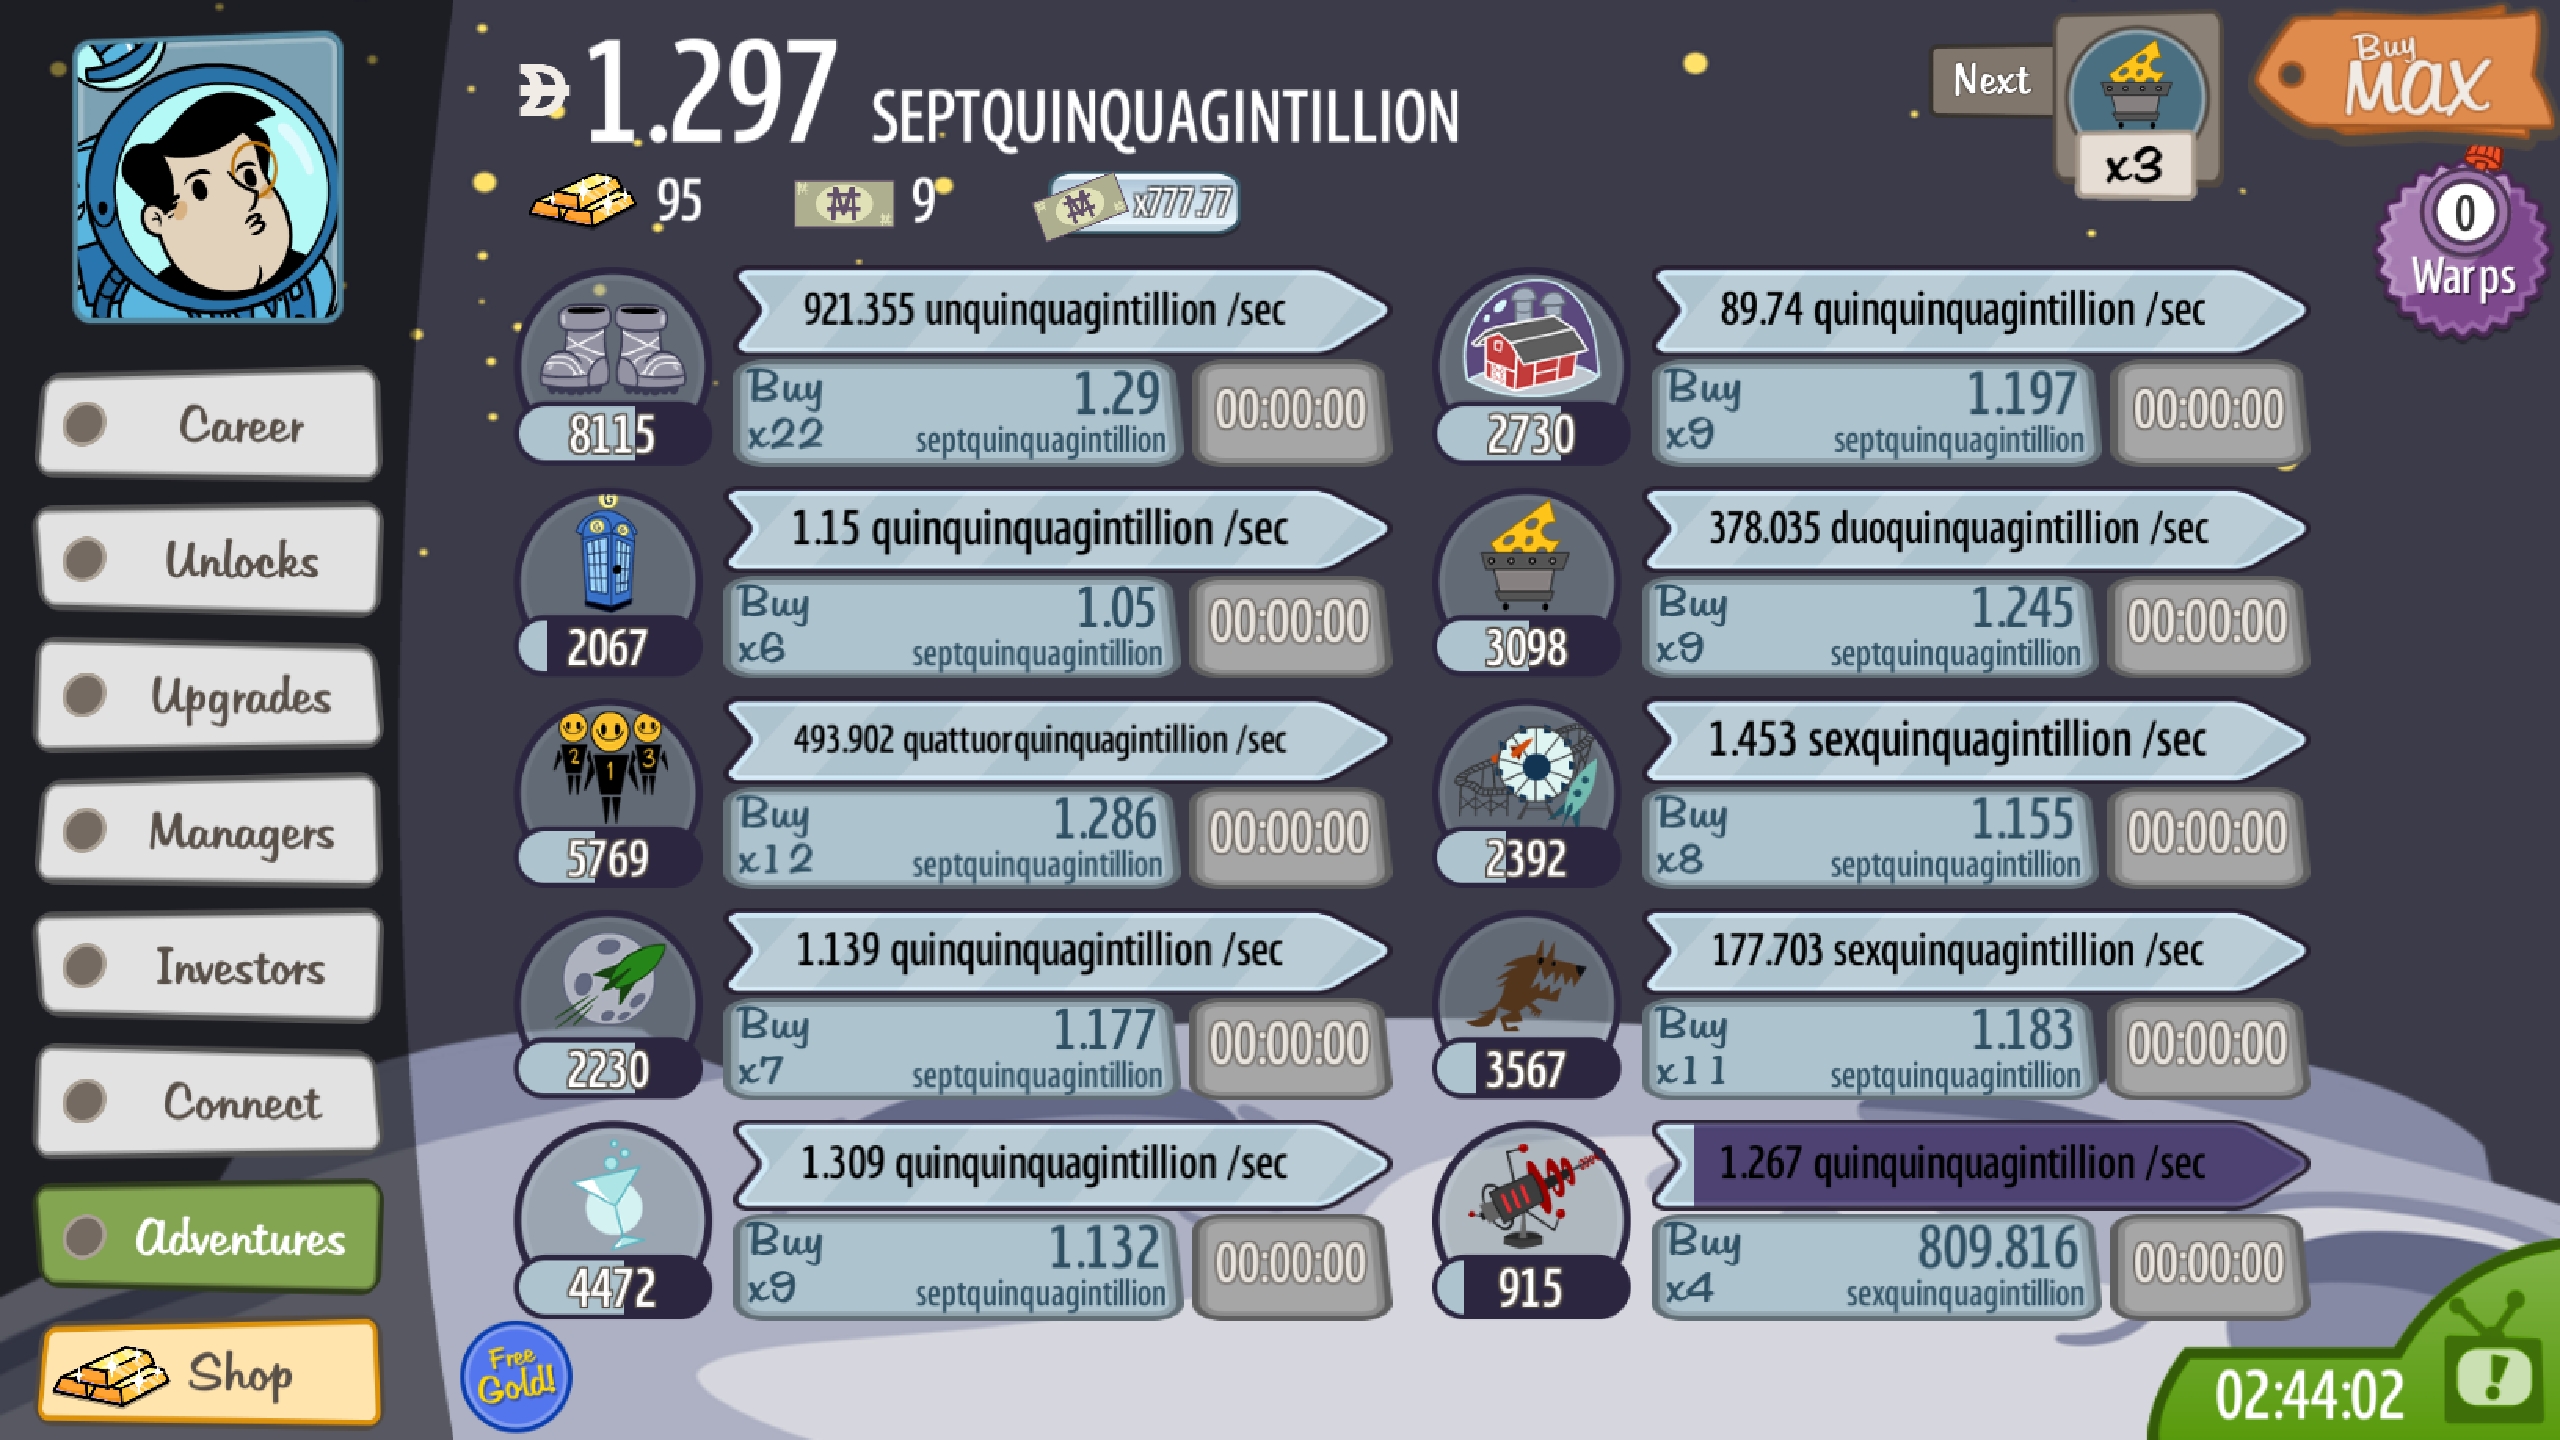 1.297 SEPTQUINQUAGINTILLION
95 9 x777.77
Next
x3
Buy
MAX
0
Warps
Career
Unlocks
Upgrades
Managers
Investors
Connect
Adventures
Shop
921.355 unquinquagintillion /sec
8115
Buy
x22
1.29
septquinquagintillion
00:00:00
89.74 quinquinquagintillion /sec
2730
Buy
x9
1.197
septquinquagintillion
00:00:00
G
G G
1.15 quinquinquagintillion /sec
2067
Buy
x6
1.05
septquinquagintillion
00:00:00
378.035 duoquinquagintillion /sec
3098
Buy
x9
1.245
septquinquagintillion
00:00:00
2 1 3
493.902 quattuorquinquagintillion /sec
5769
Buy
x12
1.286
septquinquagintillion
00:00:00
1.453 sexquinquagintillion /sec
2392
Buy
x8
1.155
septquinquagintillion
00:00:00
1.139 quinquinquagintillion /sec
2230
Buy
x7
1.177
septquinquagintillion
00:00:00
177.703 sexquinquagintillion /sec
3567
Buy
x11
1.183
septquinquagintillion
00:00:00
1.309 quinquinquagintillion /sec
4472
Buy
x9
1.132
septquinquagintillion
00:00:00
1.267 quinquinquagintillion /sec
915
Buy
x4
809.816
sexquinquagintillion
00:00:00
Free
Gold!
02:44:02
!